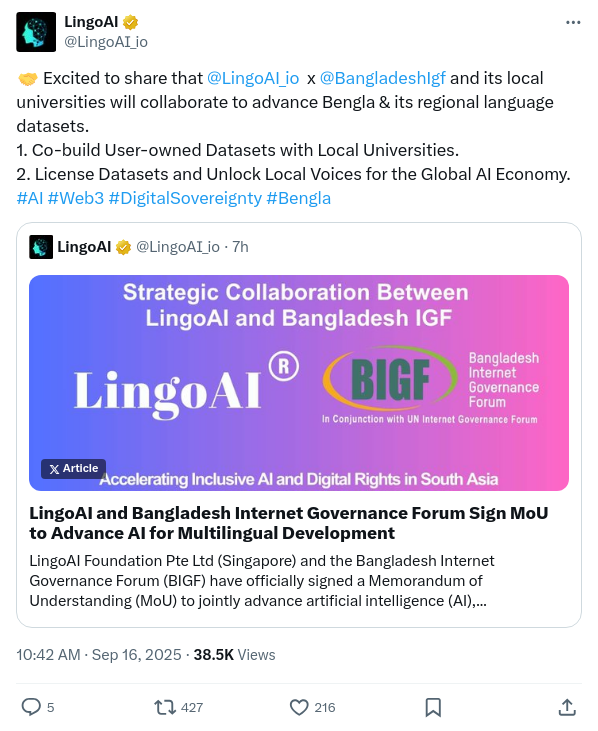 LingoAI
@LingoAI_io
🤝 Excited to share that @LingoAI_io x @BangladeshIgf and its local
universities will collaborate to advance Bengla & its regional language
datasets.
1. Co-build User-owned Datasets with Local Universities.
2. License Datasets and Unlock Local Voices for the Global AI Economy.
#AI #Web3 #DigitalSovereignty #Bengla
LingoAI @LingoAI_io · 7h
Strategic Collaboration Between
LingoAI and Bangladesh IGF
LingoAI®
BIGF
Bangladesh
Internet
Governance
Forum
In Conjunction with UN Internet Governance Forum
Article
Accelerating Inclusive AI and Digital Rights in South Asia
LingoAI and Bangladesh Internet Governance Forum Sign MoU
to Advance AI for Multilingual Development
LingoAI Foundation Pte Ltd (Singapore) and the Bangladesh Internet
Governance Forum (BIGF) have officially signed a Memorandum of
Understanding (MoU) to jointly advance artificial intelligence (AI),...
10:42 AM · Sep 16, 2025 · 38.5K Views
5 427 216